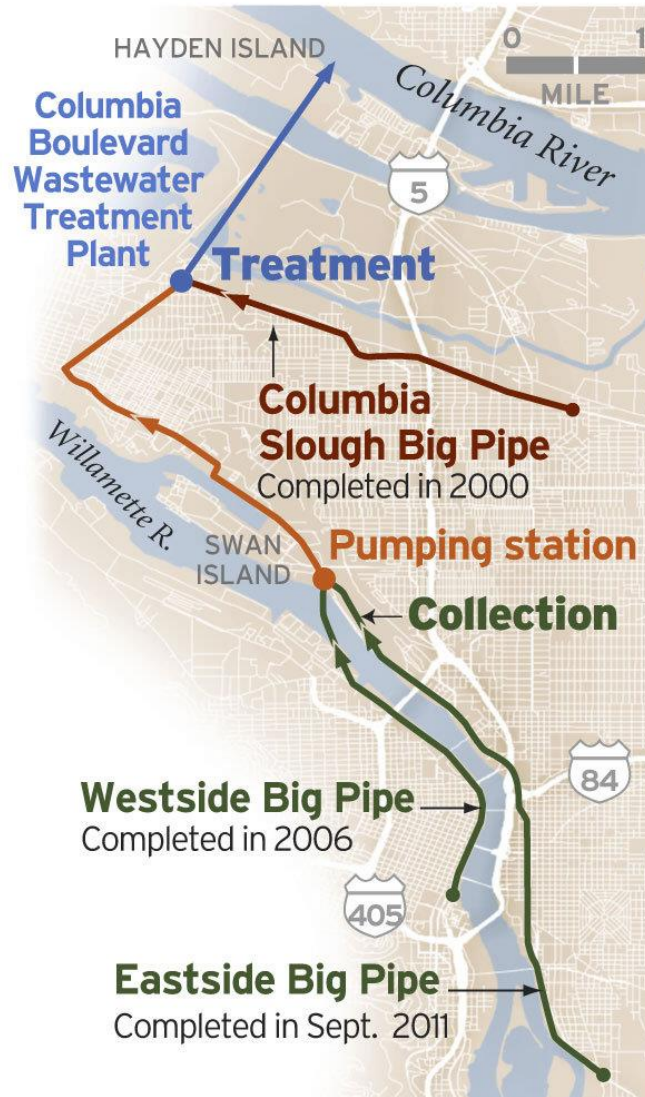 HAYDEN ISLAND
0 1
MILE
Columbia River
Columbia
Boulevard
Wastewater
Treatment
Plant
5
Treatment
Columbia
Slough Big Pipe
Completed in 2000
Willamette R.
SWAN
ISLAND
Pumping station
Collection
84
Westside Big Pipe
Completed in 2006
405
Eastside Big Pipe
Completed in Sept. 2011